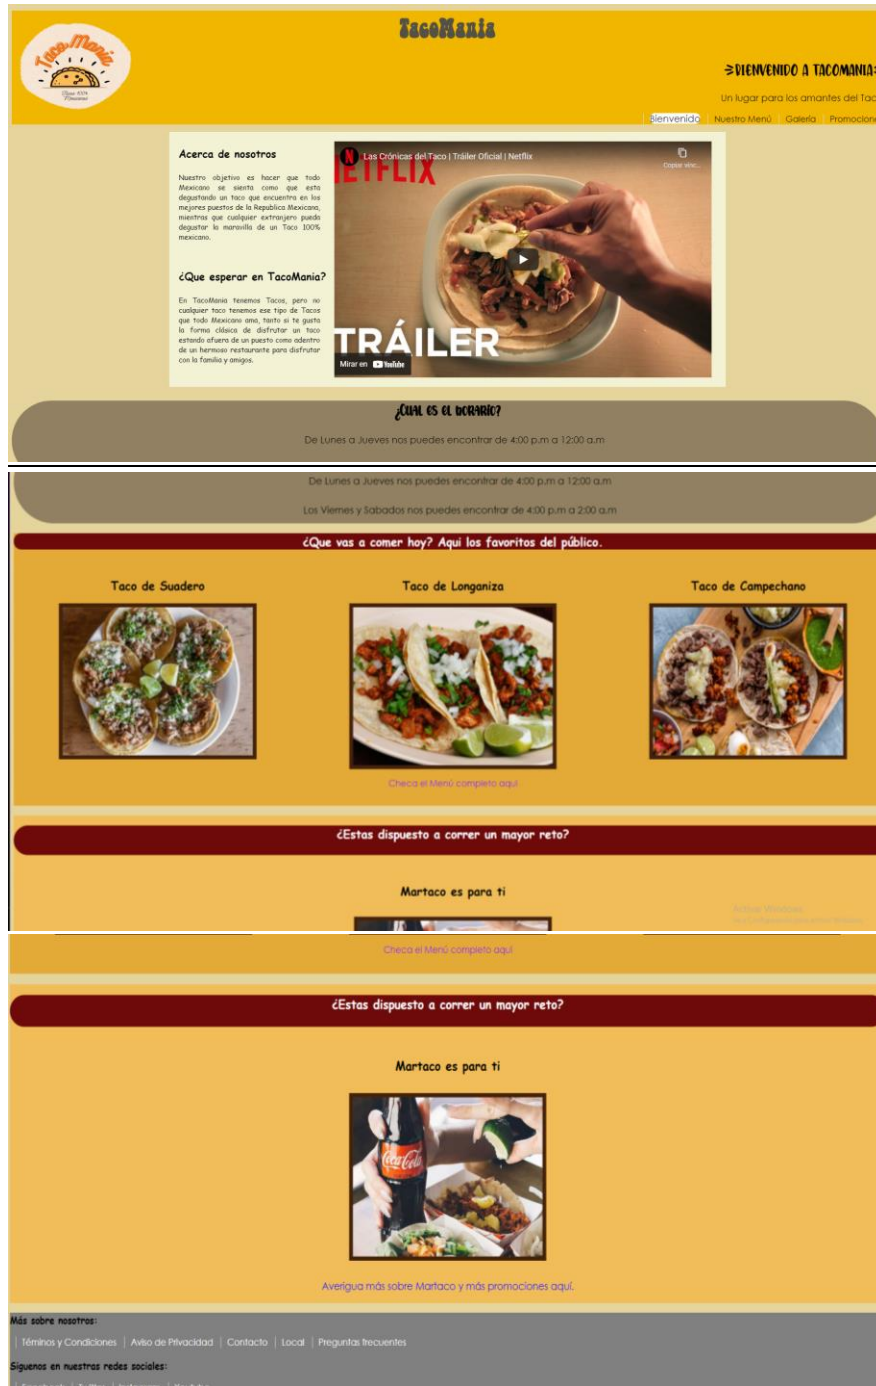 TacoMania
Taco Mania
¡BIENVENIDO A TACOMANIA!
Un lugar para los amantes del Tac
Bienvenido Nuestro Menú Galería Promocione
Acerca de nosotros
Nuestro objetivo es hacer que todo
Mexicano se sienta como que esta
degustando un taco que encuentra en los
mejores puestos de la Republica Mexicana,
mientras que cualquier extranjero pueda
degustar la maravilla de un Taco 100%
mexicano.
¿Que esperar en TacoMania?
En TacoMania tenemos Tacos, pero no
cualquier taco tenemos ese tipo de Tacos
que todo Mexicano ama, tanto si te gusta
la forma clásica de disfrutar un taco
estando afuera de un puesto como adentro
de un hermoso restaurante para disfrutar
con la familia y amigos.
N Las Crónicas del Taco | Tráiler Oficial | Netflix
Copiar vínc...
NETFLIX
TRÁILER
Mirar en YouTube
¿CUAL ES EL HORARIO?
De Lunes a Jueves nos puedes encontrar de 4:00 p.m a 12:00 a.m
De Lunes a Jueves nos puedes encontrar de 4:00 p.m a 12:00 a.m
Los Viernes y Sabados nos puedes encontrar de 4:00 p.m a 2:00 a.m
¿Que vas a comer hoy? Aqui los favoritos del público.
Taco de Suadero
Taco de Longaniza
Taco de Campechano
Checa el Menú completo aquí
¿Estas dispuesto a correr un mayor reto?
Martaco es para ti
Activar Windows
Checa el Menú completo aquí
¿Estas dispuesto a correr un mayor reto?
Martaco es para ti
Coca-Cola
Averigua más sobre Martaco y más promociones aquí.
Más sobre nosotros:
Téminos y Condiciones Aviso de Privacidad Contacto Local Preguntas frecuentes
Siguenos en nuestras redes sociales: